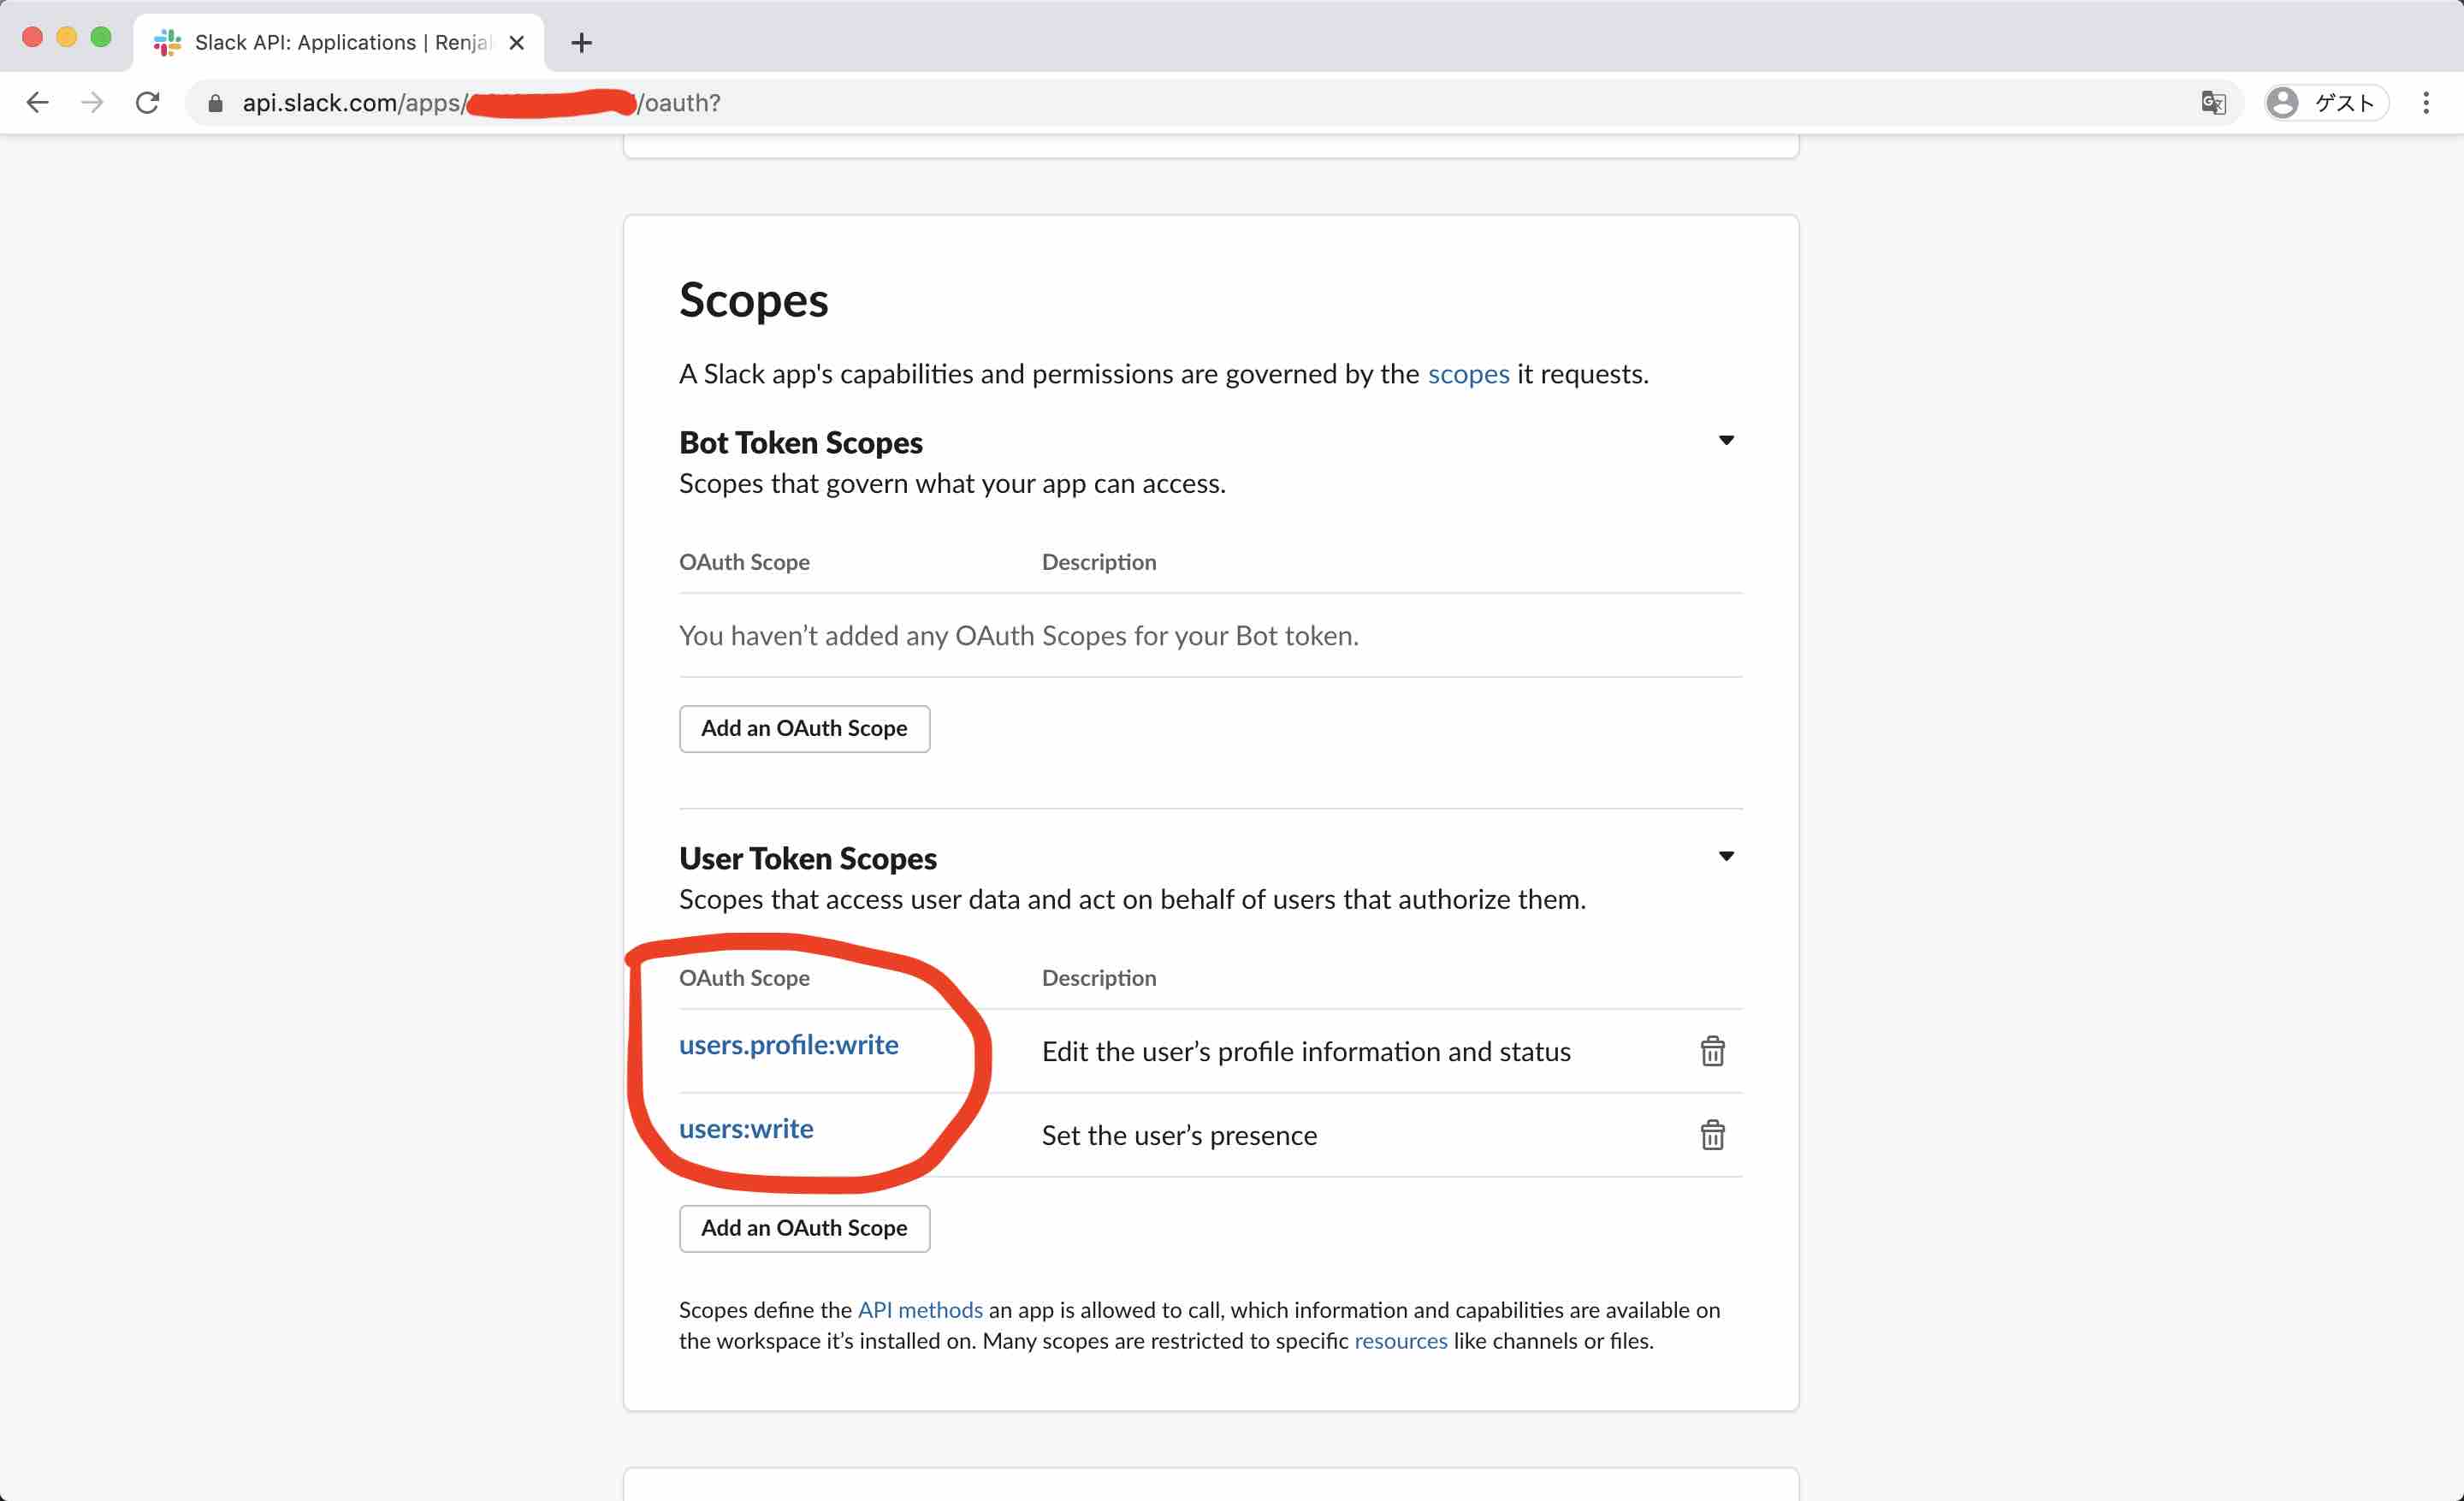 Slack API: Applications | Renja
api.slack.com/apps/ /oauth?
ゲスト
Scopes
A Slack app's capabilities and permissions are governed by the scopes it requests.
Bot Token Scopes
Scopes that govern what your app can access.
OAuth Scope Description
You haven’t added any OAuth Scopes for your Bot token.
Add an OAuth Scope
User Token Scopes
Scopes that access user data and act on behalf of users that authorize them.
OAuth Scope Description
users.profile:write Edit the user’s profile information and status
users:write Set the user’s presence
Add an OAuth Scope
Scopes define the API methods an app is allowed to call, which information and capabilities are available on
the workspace it’s installed on. Many scopes are restricted to specific resources like channels or files.